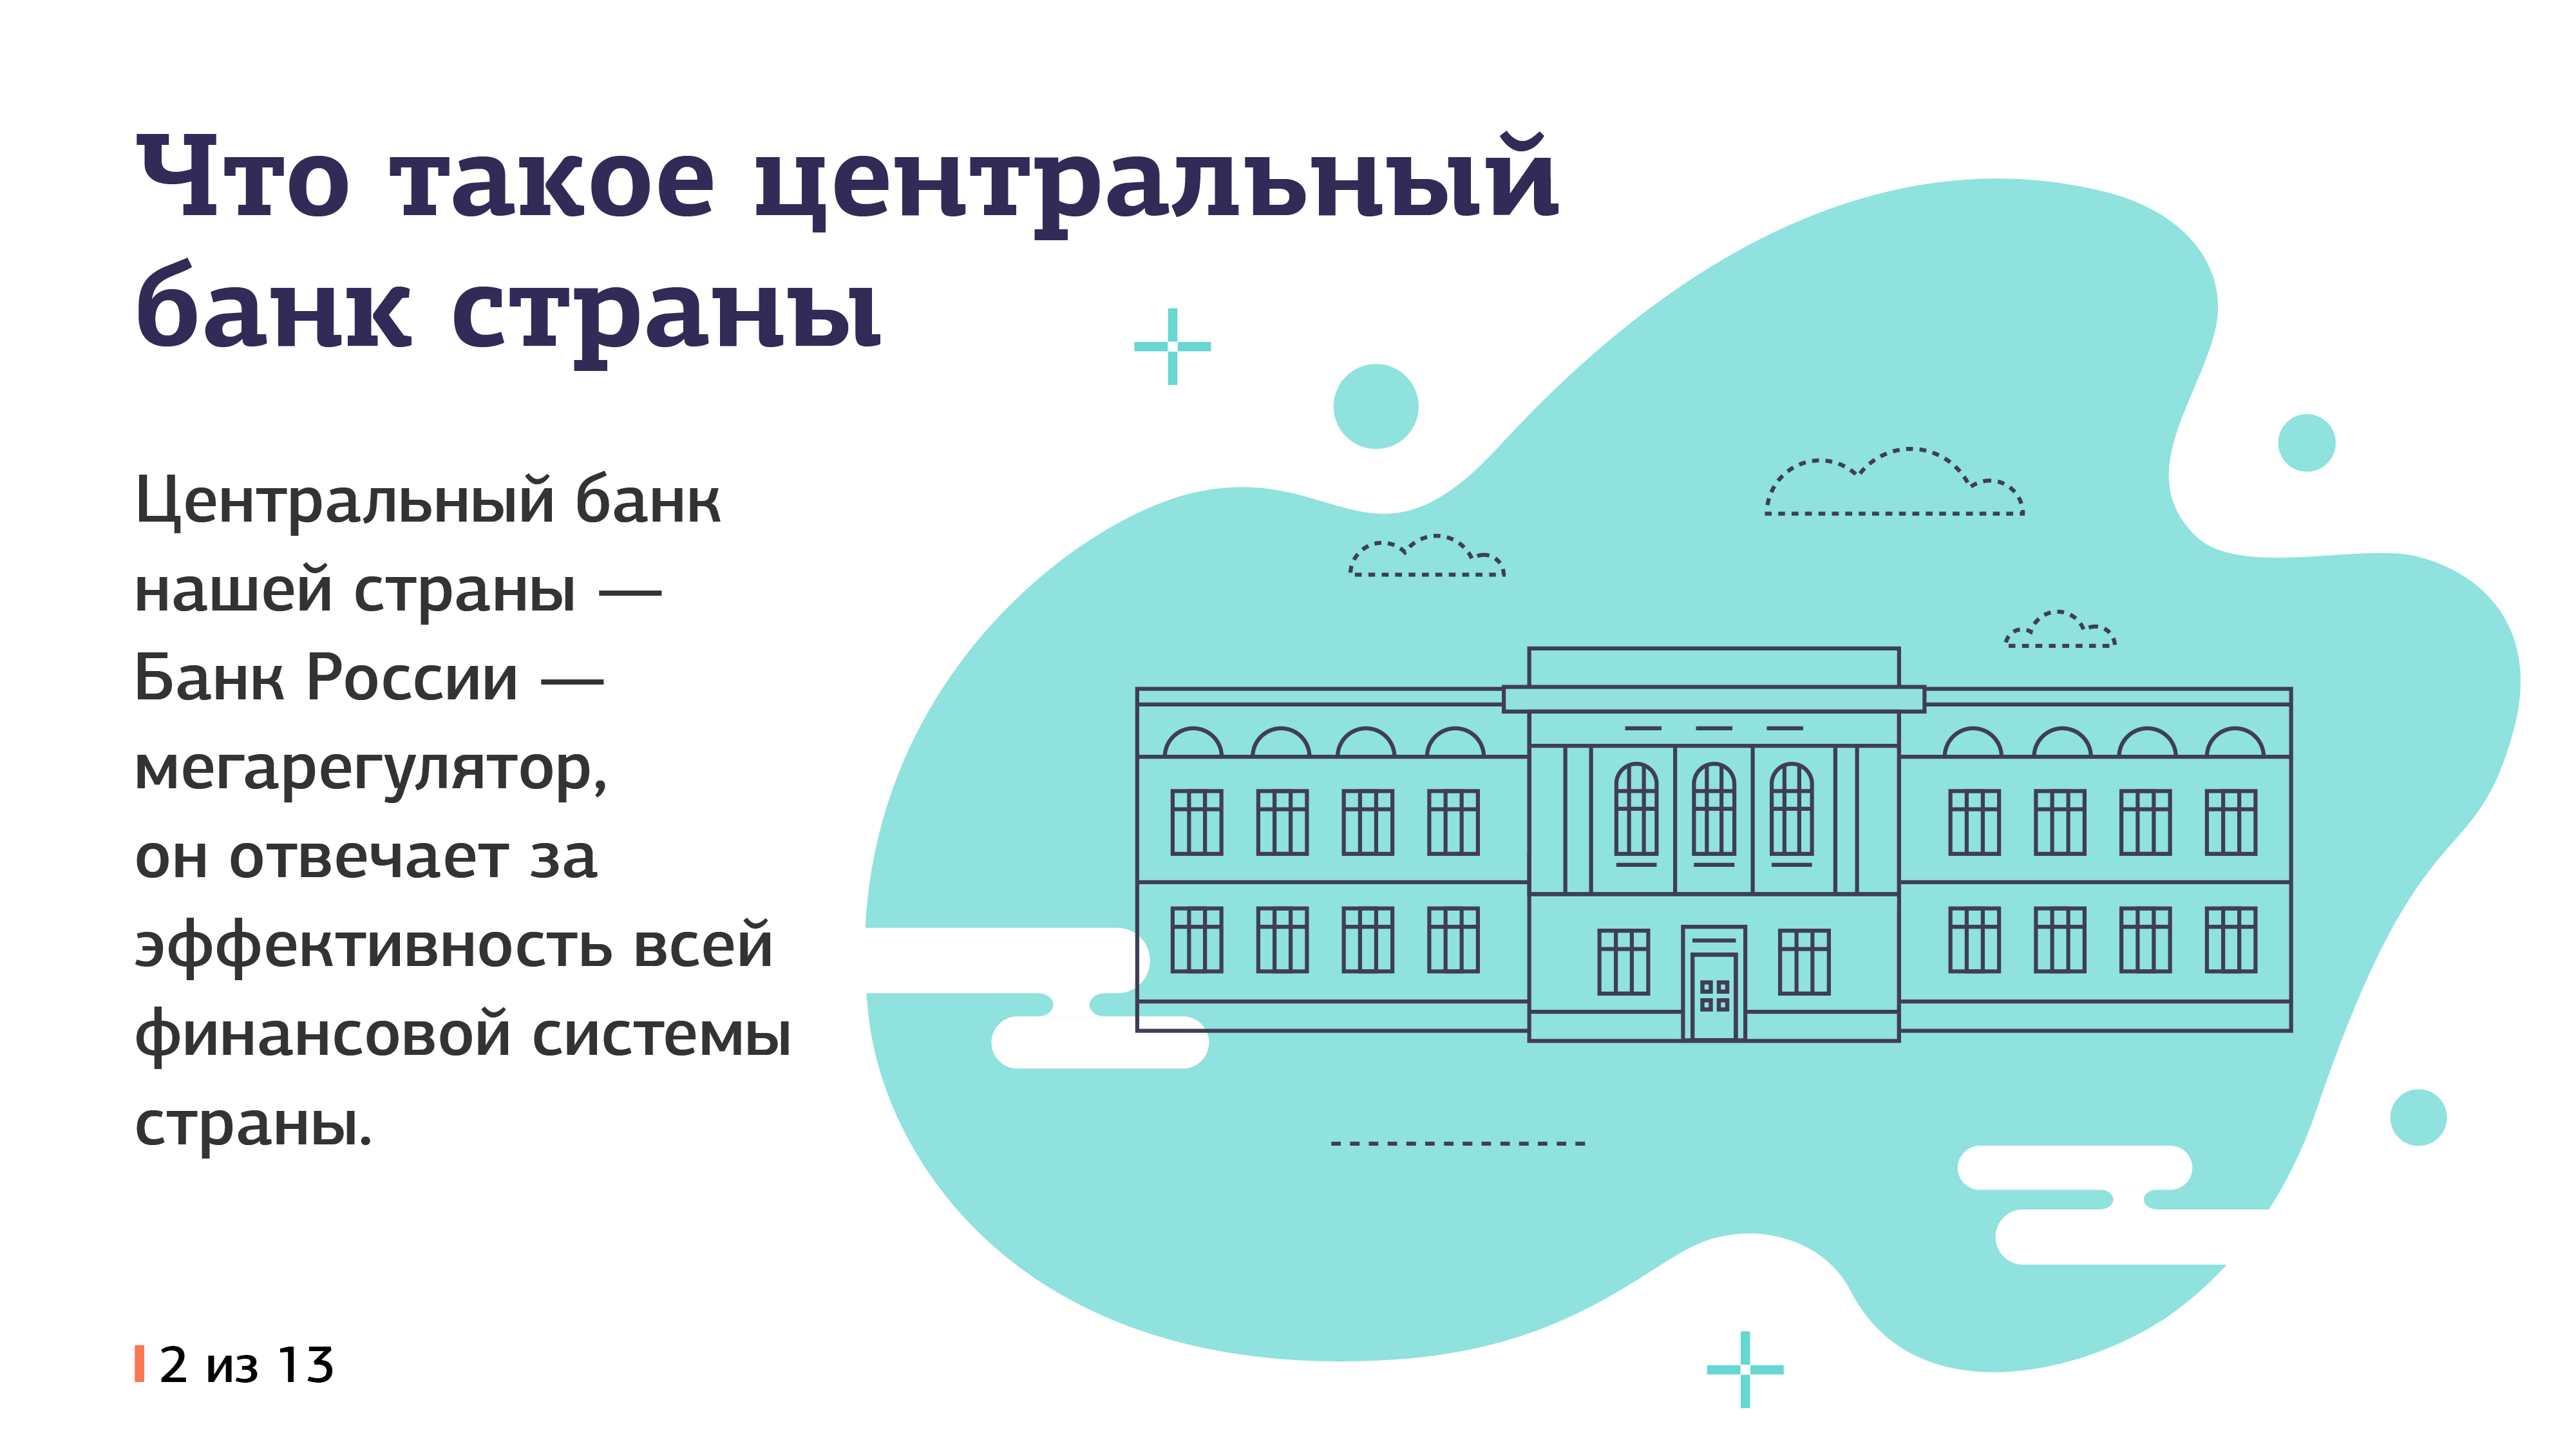 Что такое центральный
банк страны
Центральный банк
нашей страны —
Банк России —
мегарегулятор,
он отвечает за
эффективность всей
финансовой системы
страны.
2 из 13